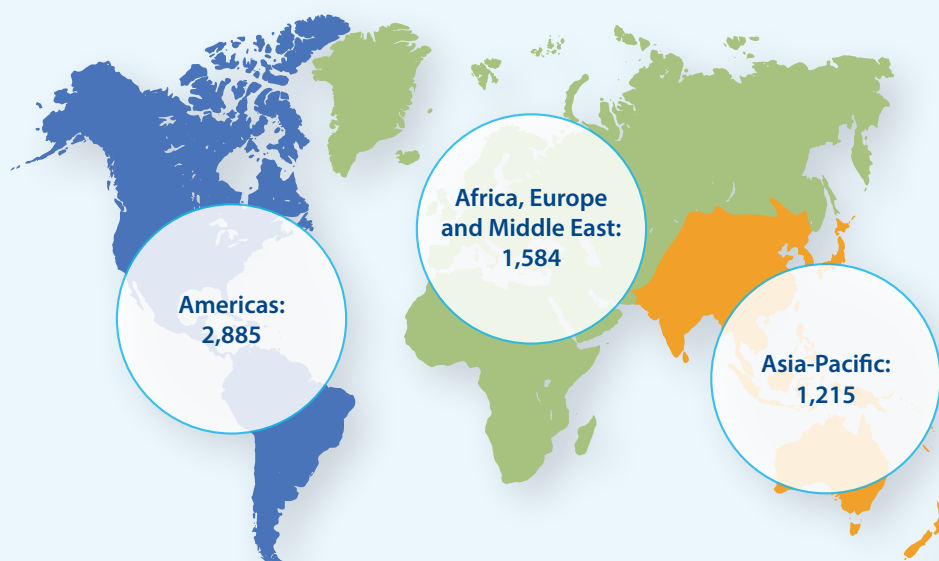 Americas:
2,885
Africa, Europe
and Middle East:
1,584
Asia-Pacific:
1,215